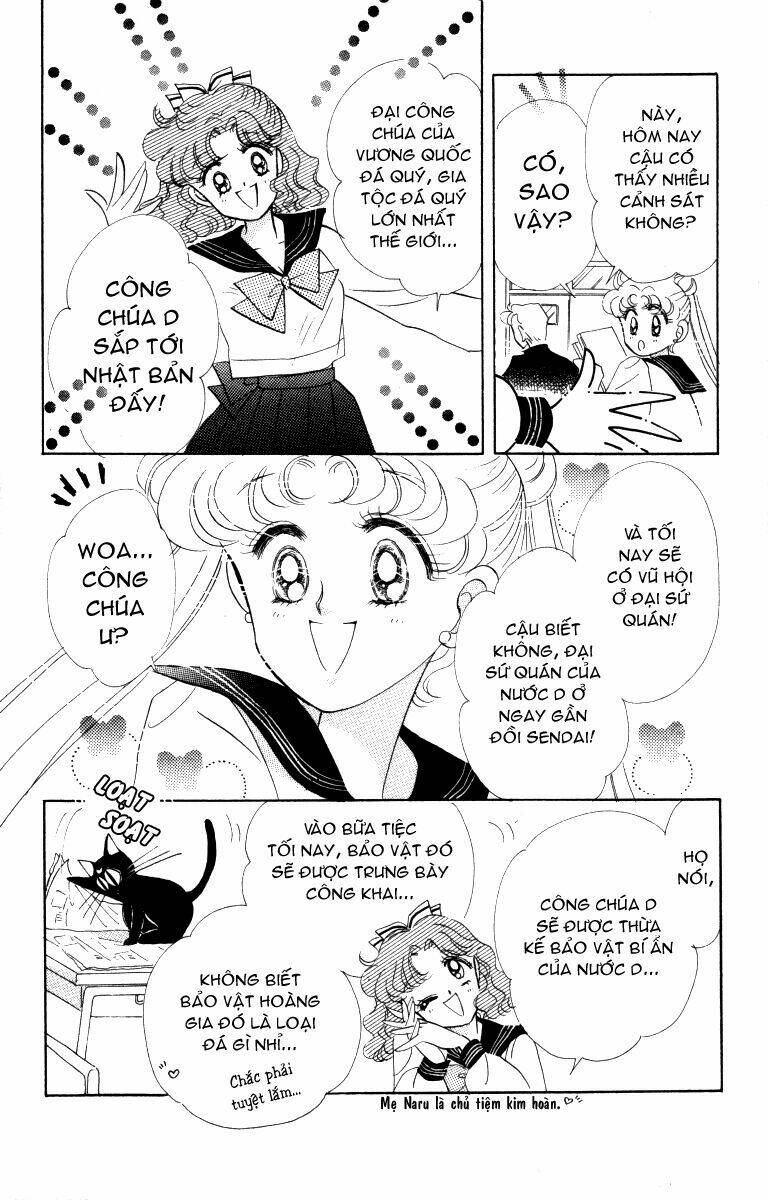 NÀY,
HÔM NAY
CẬU CÓ
THẤY NHIỀU
CẢNH SÁT
KHÔNG?
CÓ,
SAO
VẬY?
ĐẠI CÔNG
CHÚA CỦA
VƯƠNG QUỐC
ĐÁ QUÝ, GIA
TỘC ĐÁ QUÝ
LỚN NHẤT
THẾ GIỚI...
CÔNG
CHÚA D
SẮP TỚI
NHẬT BẢN
ĐẤY!
VÀ TỐI
NAY SẼ
CÓ VŨ HỘI
Ở ĐẠI SỨ
QUÁN!
CẬU BIẾT
KHÔNG, ĐẠI
SỨ QUÁN CỦA
NƯỚC D Ở
NGAY GẦN
ĐỒI SENDAI!
WOA...
CÔNG
CHÚA
Ư?
HỌ
NÓI,
CÔNG CHÚA D
SẼ ĐƯỢC THỪA
KẾ BẢO VẬT BÍ ẨN
CỦA NƯỚC D...
VÀO BỮA TIỆC
TỐI NAY, BẢO VẬT ĐÓ
SẼ ĐƯỢC TRƯNG BÀY
CÔNG KHAI...
KHÔNG BIẾT
BẢO VẬT HOÀNG
GIA ĐÓ LÀ LOẠI
ĐÁ GÌ NHỈ...
Chắc phải
tuyệt lắm...
Mẹ Naru là chủ tiệm kim hoàn.
LOẠT
SOẠT